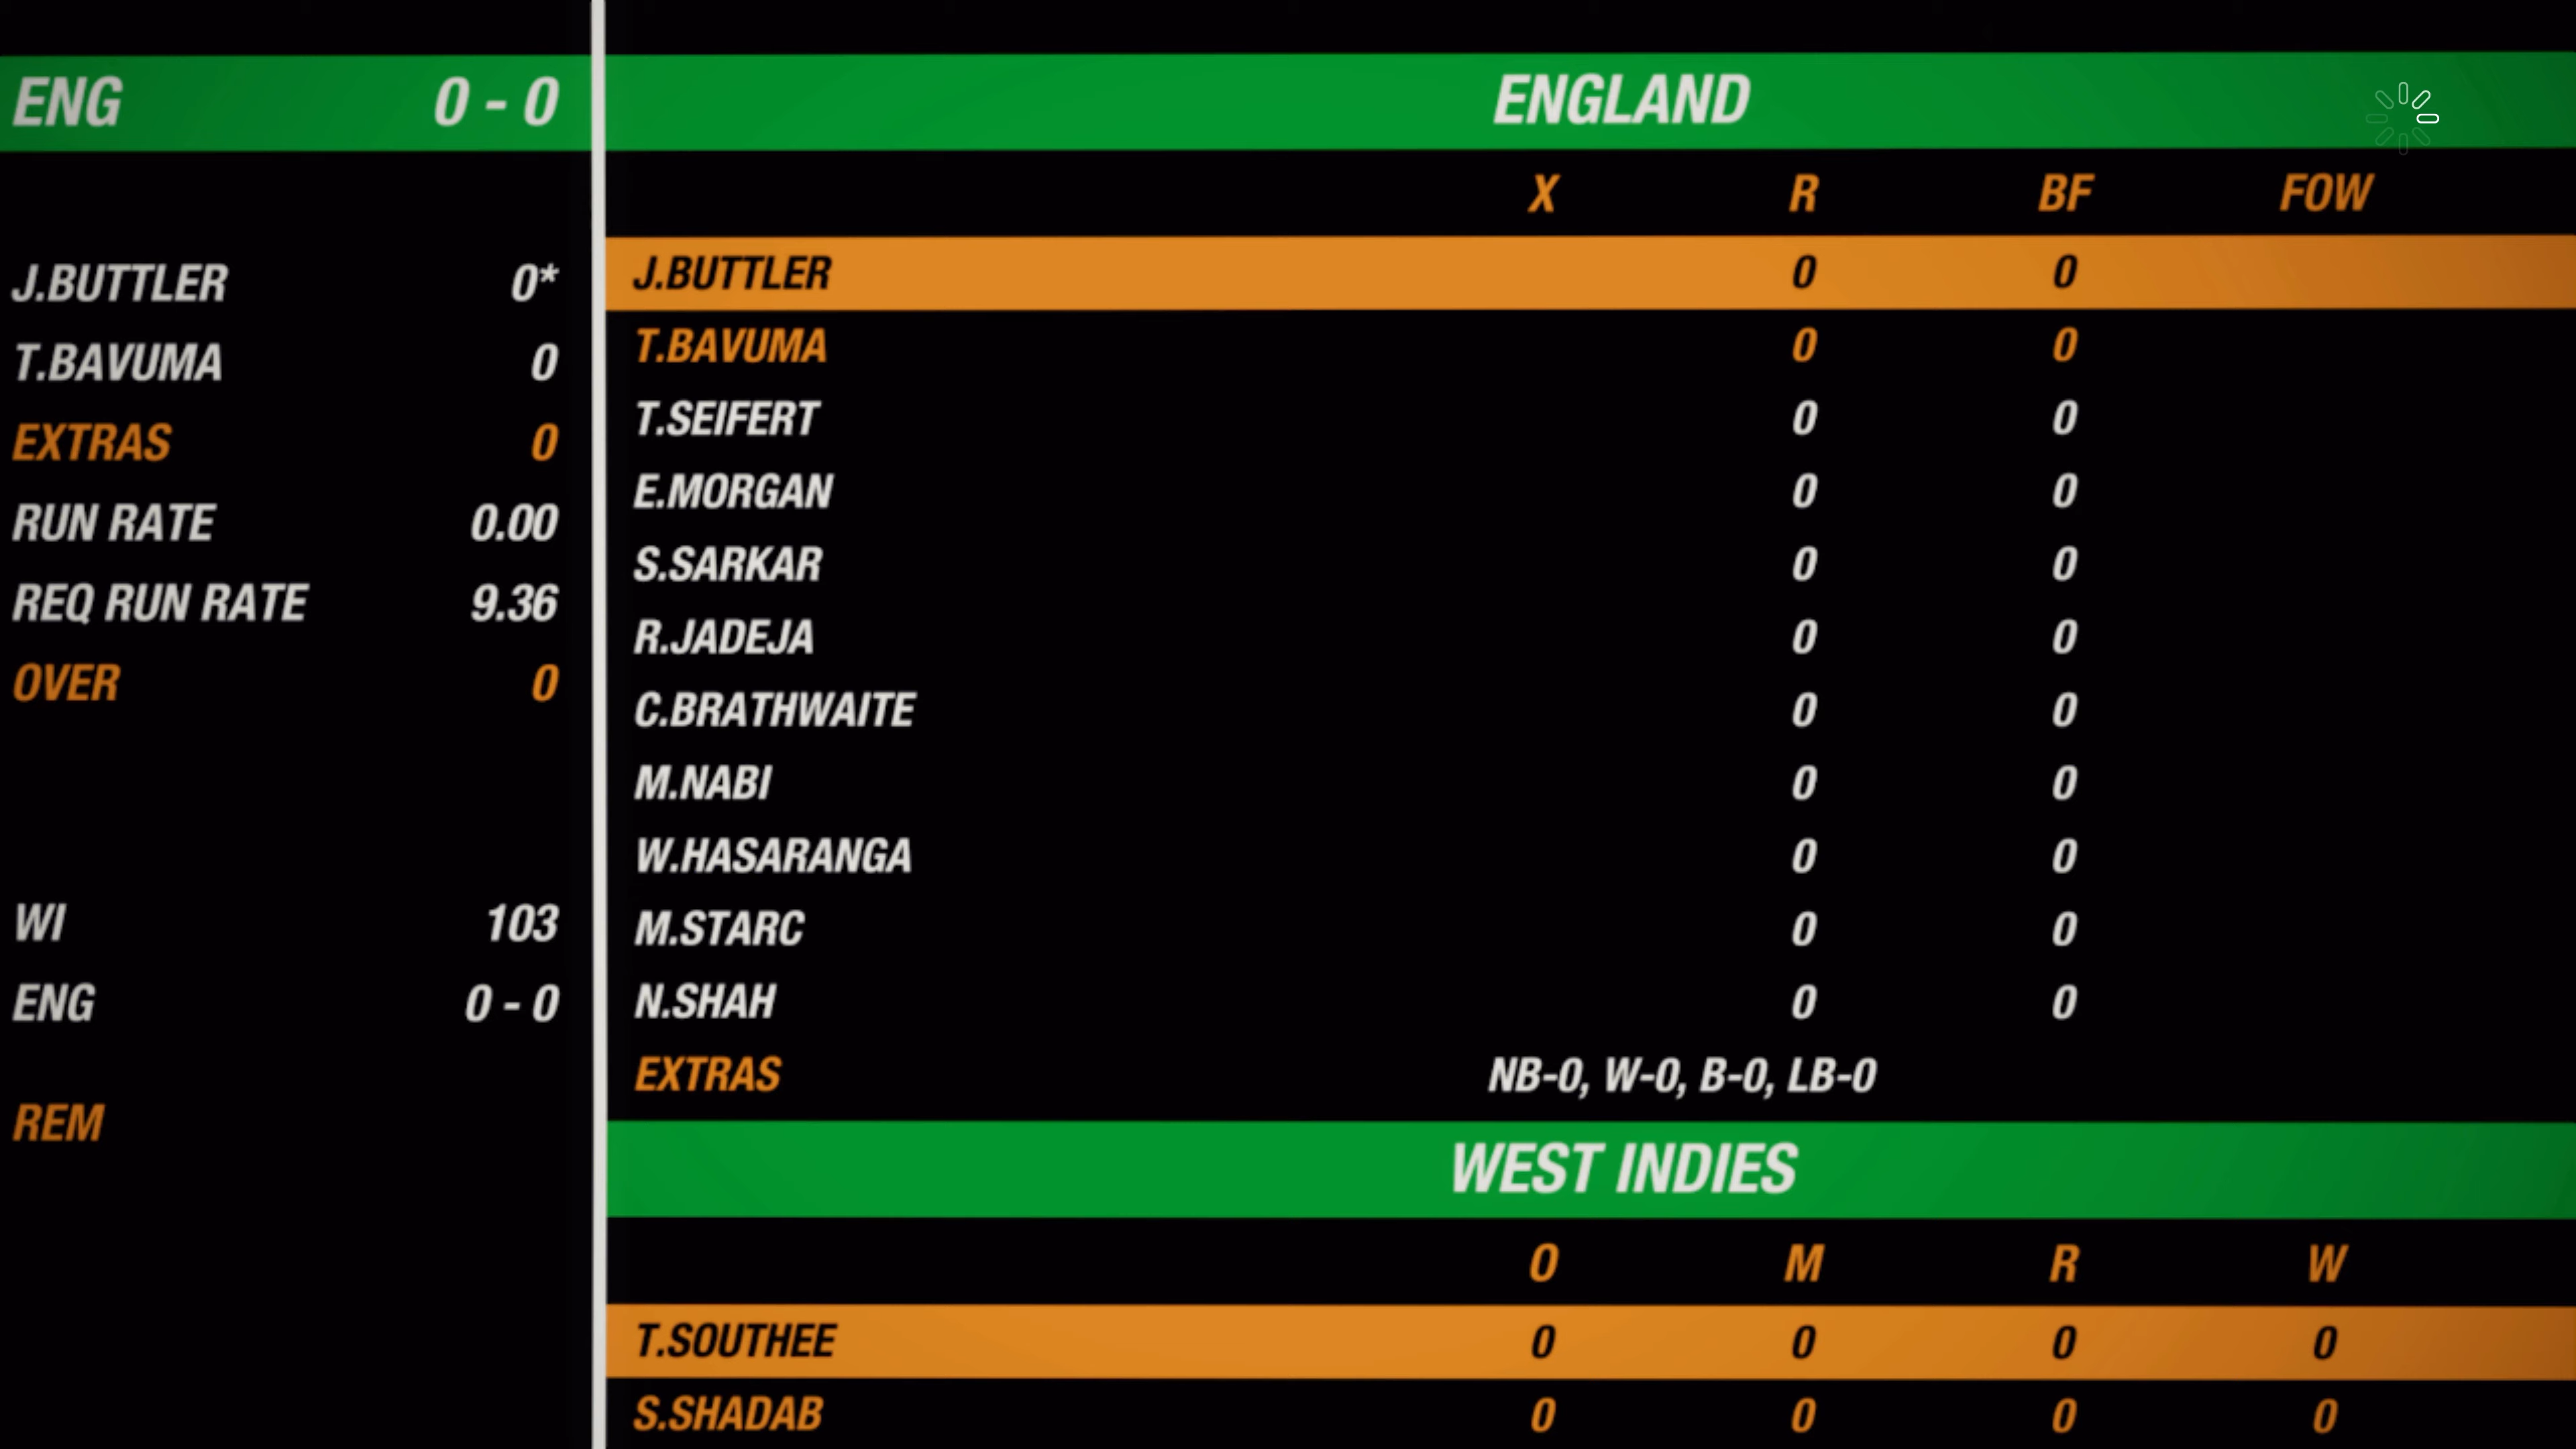 ENG 0 - 0
J.BUTTLER 0*
T.BAVUMA 0
EXTRAS 0
RUN RATE 0.00
REQ RUN RATE 9.36
OVER 0
WI 103
ENG 0 - 0
REM
ENGLAND
X R BF FOW
J.BUTTLER 0 0
T.BAVUMA 0 0
T.SEIFERT 0 0
E.MORGAN 0 0
S.SARKAR 0 0
R.JADEJA 0 0
C.BRATHWAITE 0 0
M.NABI 0 0
W.HASARANGA 0 0
M.STARC 0 0
N.SHAH 0 0
EXTRAS NB-0, W-0, B-0, LB-0
WEST INDIES
O M R W
T.SOUTHEE 0 0 0 0
S.SHADAB 0 0 0 0